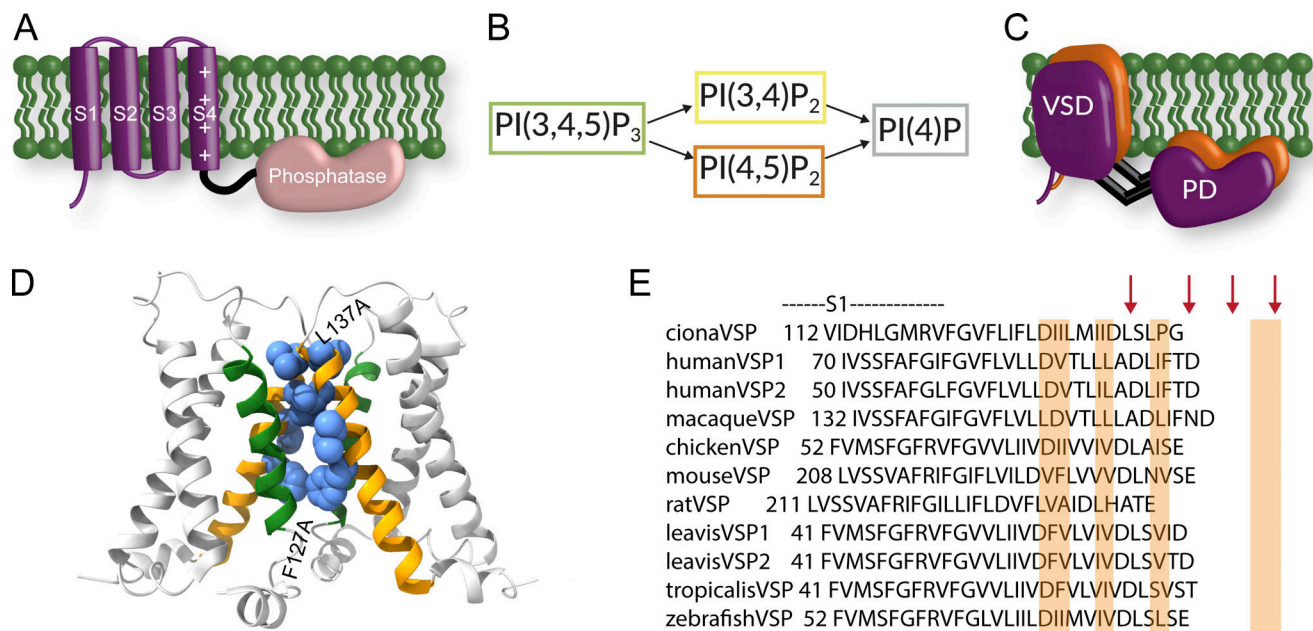 A
S1 S2 S3 S4
+
+
+
+
Phosphatase
B
PI(3,4,5)P3
PI(3,4)P2
PI(4,5)P2
PI(4)P
C
VSD
PD
D
L137A
F127A
E
------S1-------------
cionaVSP 112 VIDHLGMRVFGVFLIFLDIILMIIDLSLPG
humanVSP1 70 IVSSFAFGIFGVFLVLLDVTLLLADLIFTD
humanVSP2 50 IVSSFAFGLFGVFLVLLDVTLILADLIFTD
macaqueVSP 132 IVSSFAFGIFGVFLVLLDVTLLLADLIFND
chickenVSP 52 FVMSFGFRVFGVVLIIVDIIVVIVDLAISE
mouseVSP 208 LVSSVAFRIFGIFLVILDVFLVIVDLNVSE
ratVSP 211 LVSSVAFRIFGILLIFLDVFLVAIDLHATE
leavisVSP1 41 FVMSFGFRVFGVVLIIVDFVLVIVDLSVID
leavisVSP2 41 FVMSFGFRVFGVVLIIVDFVLVIVDLSVTD
tropicalisVSP 41 FVMSFGFRVFGVVLIIVDFVLVIVDLSVST
zebrafishVSP 52 FVMSFGFRVFGLVLIILDIIMVIVDLSLSE